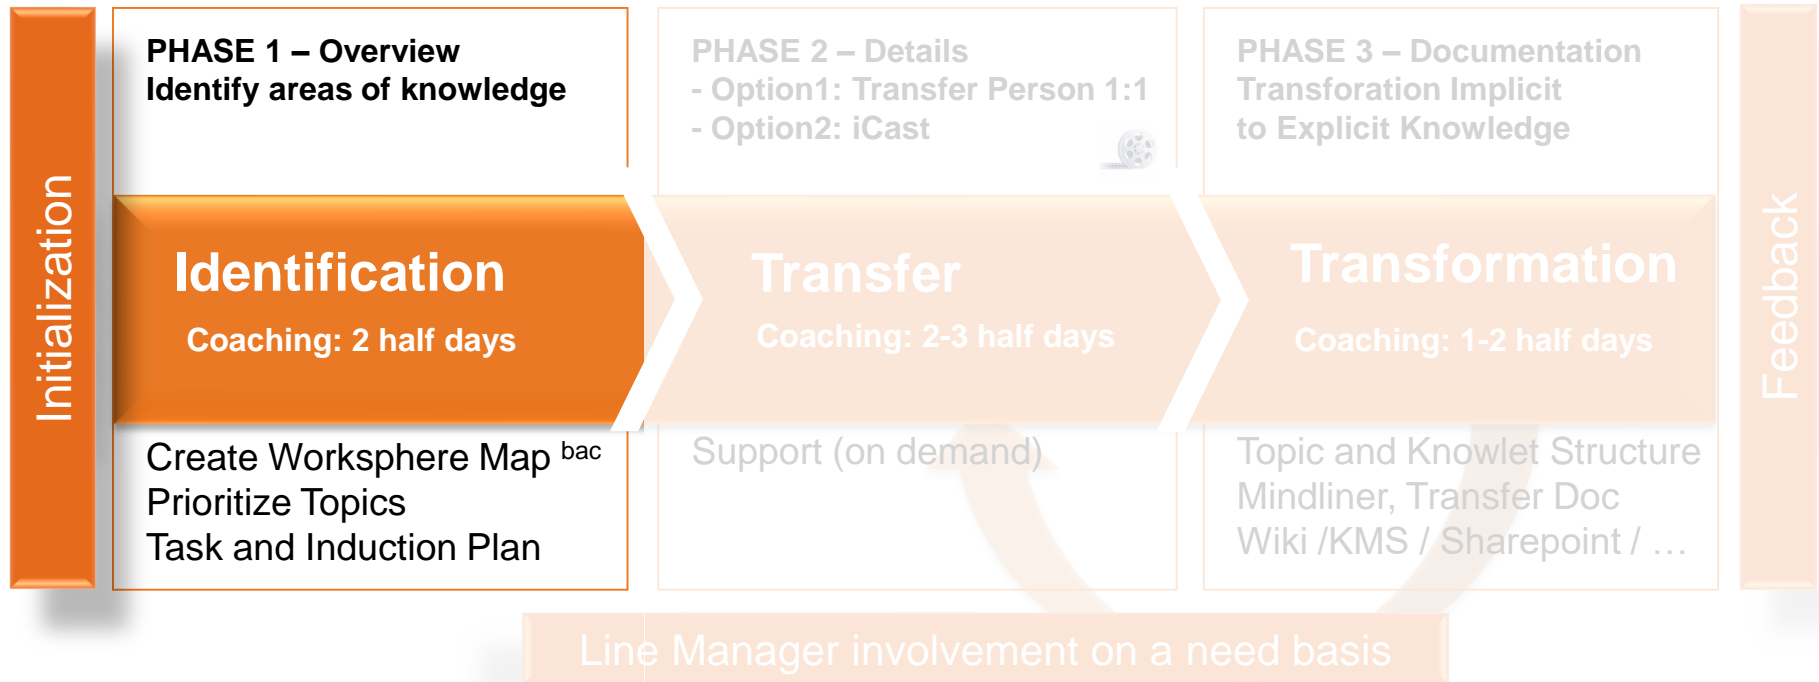 Initialization
PHASE 1 – Overview
Identify areas of knowledge
Identification
Coaching: 2 half days
Create Worksphere Map bac
Prioritize Topics
Task and Induction Plan
PHASE 2 – Details
- Option1: Transfer Person 1:1
- Option2: iCast
Transfer
Coaching: 2-3 half days
Support (on demand)
PHASE 3 – Documentation
Transforation Implicit
to Explicit Knowledge
Transformation
Coaching: 1-2 half days
Topic and Knowlet Structure
Mindliner, Transfer Doc
Wiki /KMS / Sharepoint / …
Feedback
Line Manager involvement on a need basis